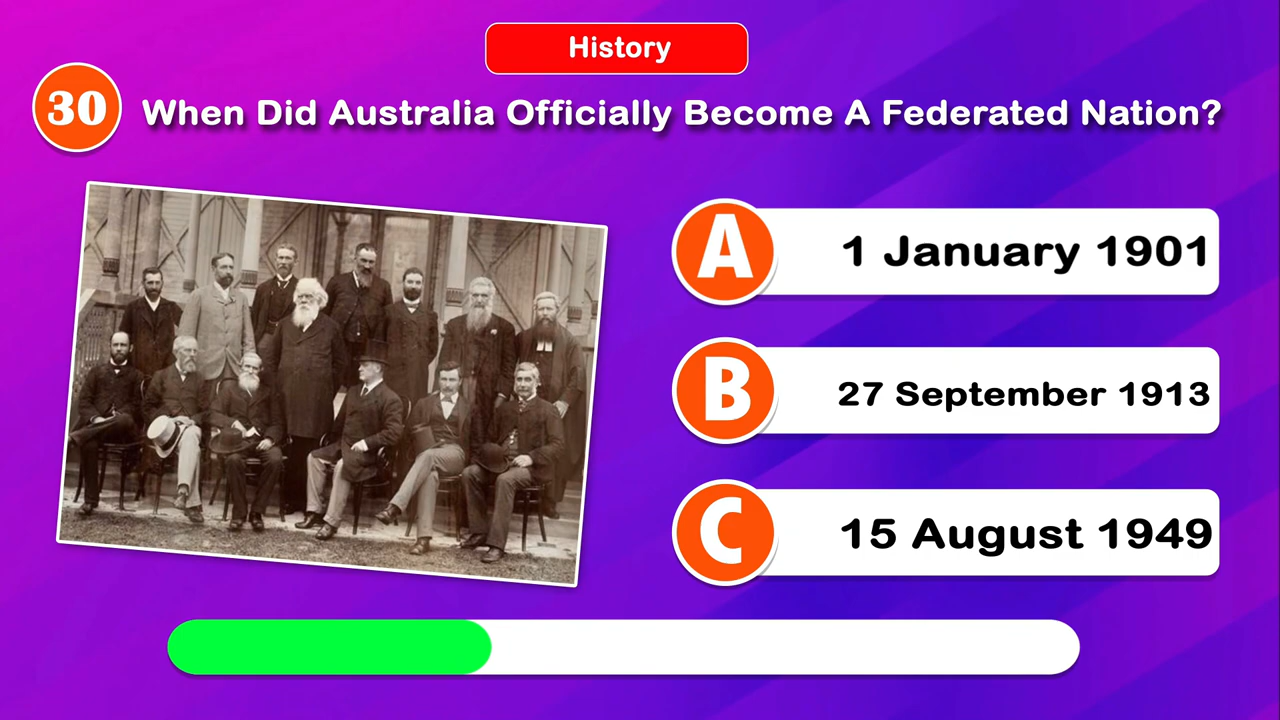 History
30
When Did Australia Officially Become A Federated Nation?
A
1 January 1901
B
27 September 1913
C
15 August 1949